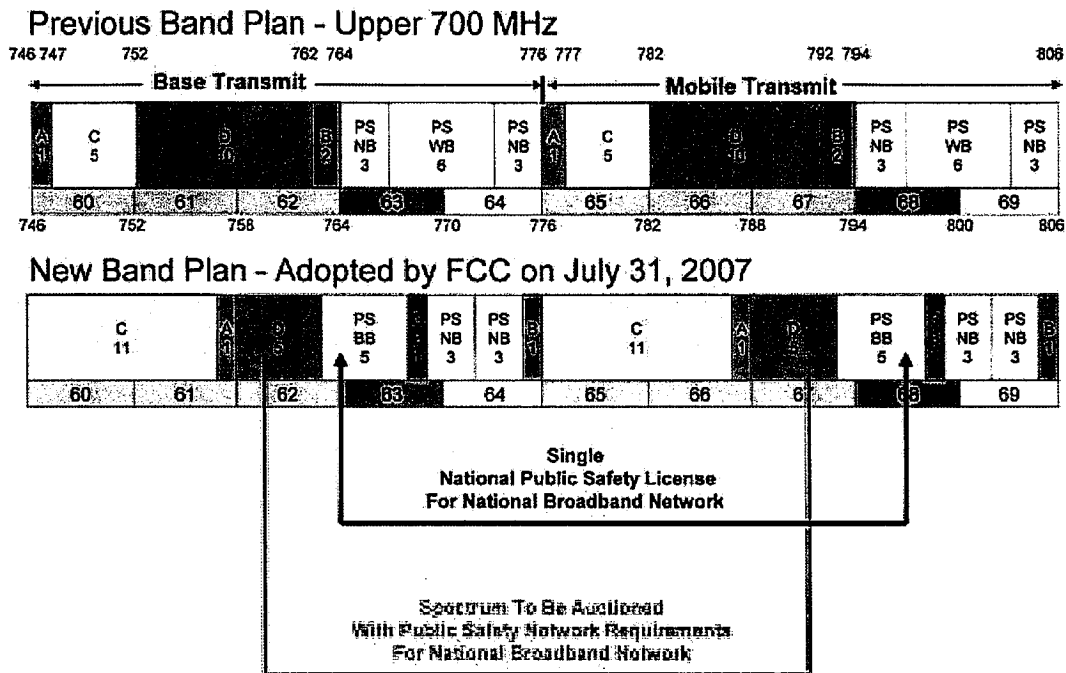 Previous Band Plan - Upper 700 MHz
746 747 752 762 764 776 777 782 792 794 806
Base Transmit Mobile Transmit
A 1 C 5 D 10 B 2 PS NB 3 PS WB 6 PS NB 3 A 1 C 5 D 10 B 2 PS NB 3 PS WB 6 PS NB 3
60 61 62 63 64 65 66 67 68 69
746 752 758 764 770 776 782 788 794 800 806
New Band Plan - Adopted by FCC on July 31, 2007
C 11 A 1 D 5 PS BB 5 PS NB 3 PS NB 3 B 1 C 11 A 1 D 5 PS BB 5 PS NB 3 PS NB 3 B 1
60 61 62 63 64 65 66 67 68 69
Single
National Public Safety License
For National Broadband Network
Spectrum To Be Auctioned
With Public Safety Network Requirements
For National Broadband Network